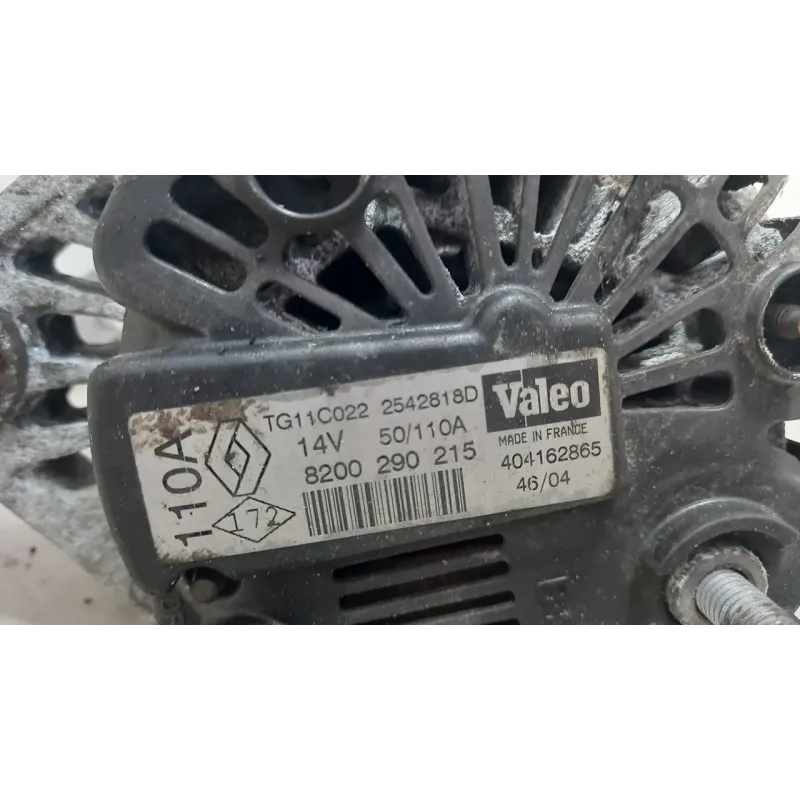 110A
TG11C022 2542818D
14V 50/110A
8200 290 215
172
Valeo
MADE IN FRANCE
404162865
46/04